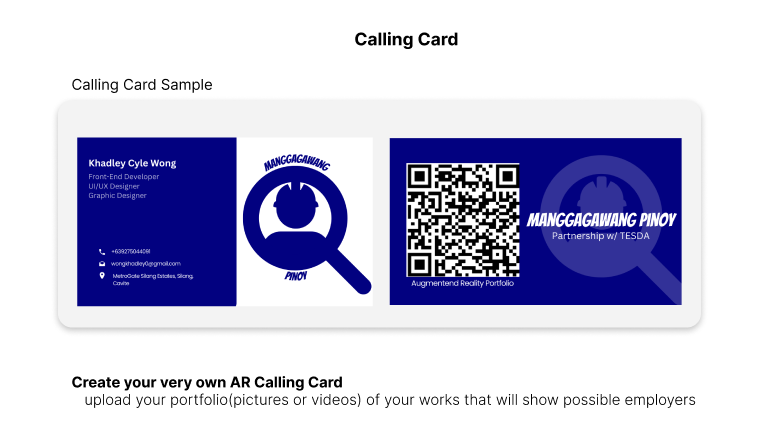 Calling Card
Calling Card Sample
Khadley Cyle Wong
Front-End Developer
UI/UX Designer
Graphic Designer
+639275044091
wongkhadley0@gmail.com
MetroGate Silang Estates, Silang,
Cavite
MANGGAGAWANG
PINOY
Augmentend Reality Portfolio
MANGGAGAWANG PINOY
Partnership w/ TESDA
Create your very own AR Calling Card
upload your portfolio(pictures or videos) of your works that will show possible employers